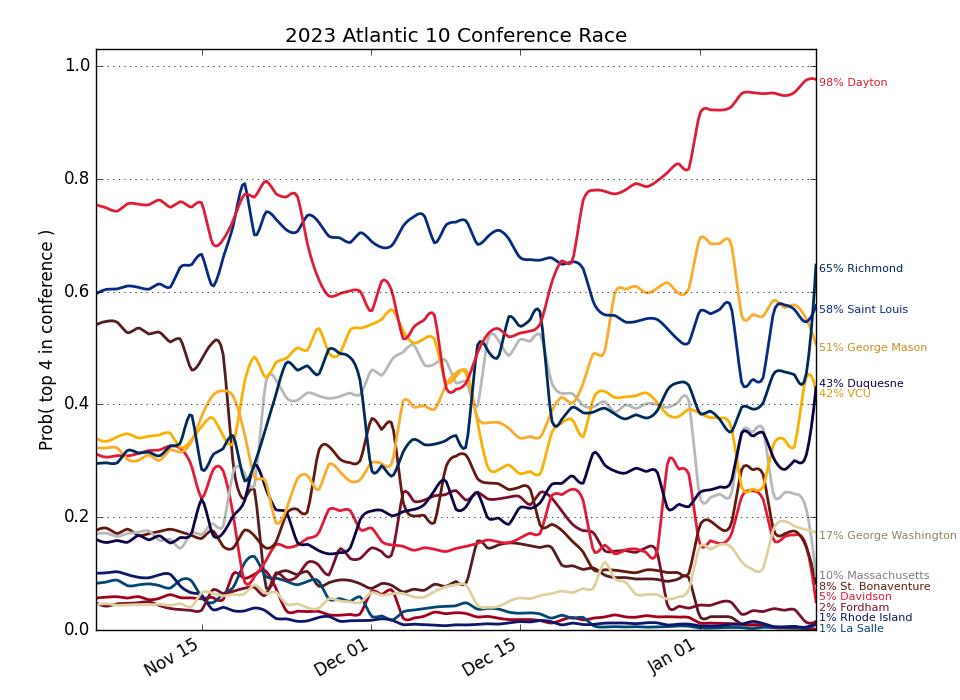 2023 Atlantic 10 Conference Race
Prob( top 4 in conference )
1.0
0.8
0.6
0.4
0.2
0.0
Nov 15
Dec 01
Dec 15
Jan 01
98% Dayton
65% Richmond
58% Saint Louis
51% George Mason
43% Duquesne
42% VCU
17% George Washington
10% Massachusetts
8% St. Bonaventure
5% Davidson
2% Fordham
1% Rhode Island
1% La Salle